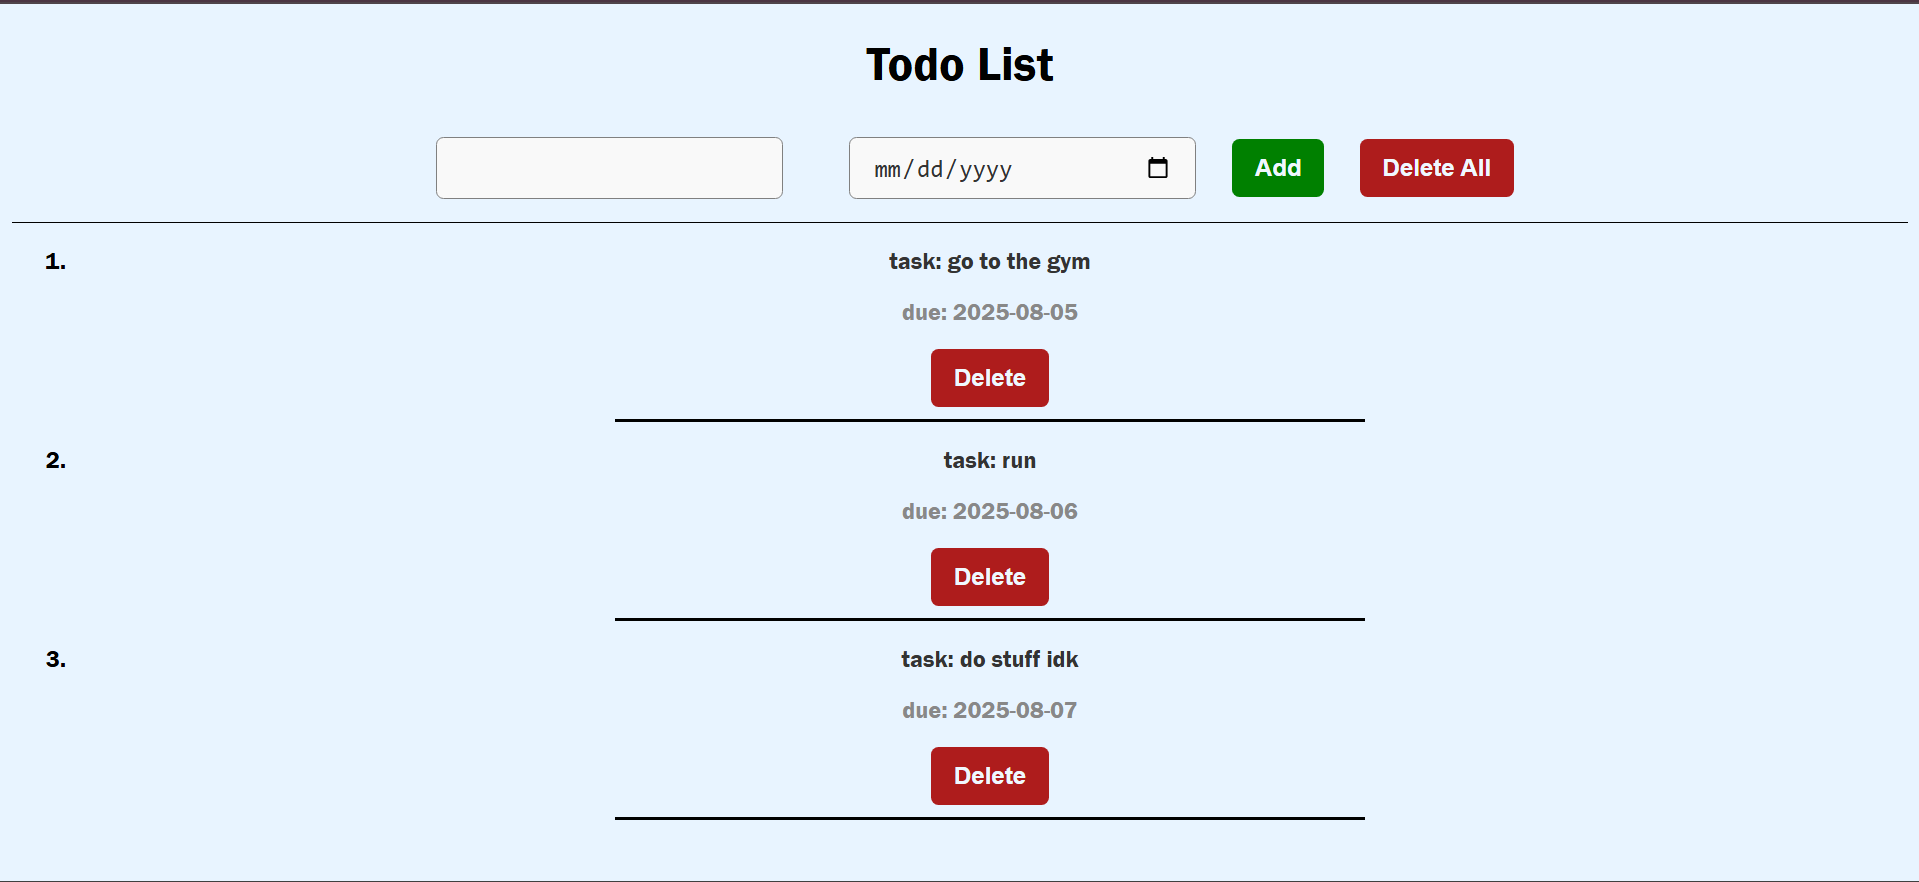 Todo List
mm/dd/yyyy Add Delete All
1. task: go to the gym
due: 2025-08-05
Delete
2. task: run
due: 2025-08-06
Delete
3. task: do stuff idk
due: 2025-08-07
Delete